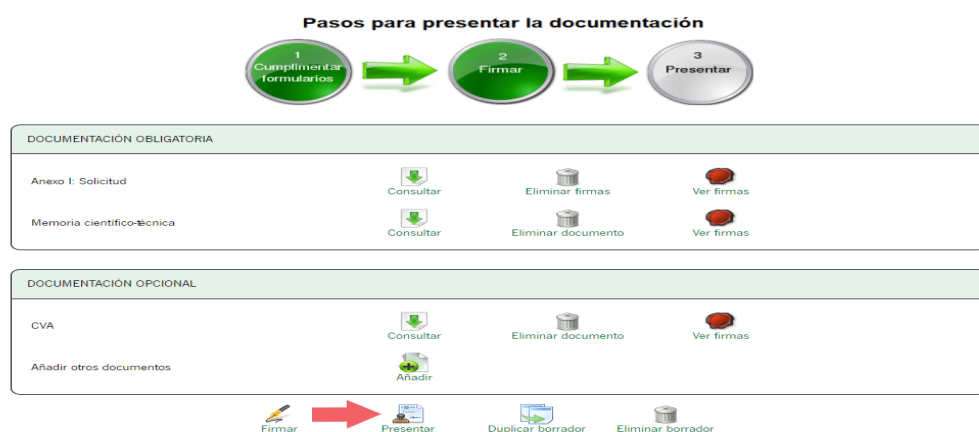 Pasos para presentar la documentación
1
Cumplimentar
formularios
2
Firmar
3
Presentar
DOCUMENTACIÓN OBLIGATORIA
Anexo I: Solicitud
Consultar
Eliminar firmas
Ver firmas
Memoria científico-técnica
Consultar
Eliminar documento
Ver firmas
DOCUMENTACIÓN OPCIONAL
CVA
Consultar
Eliminar documento
Ver firmas
Añadir otros documentos
Añadir
Firmar
Presentar
Duplicar borrador
Eliminar borrador